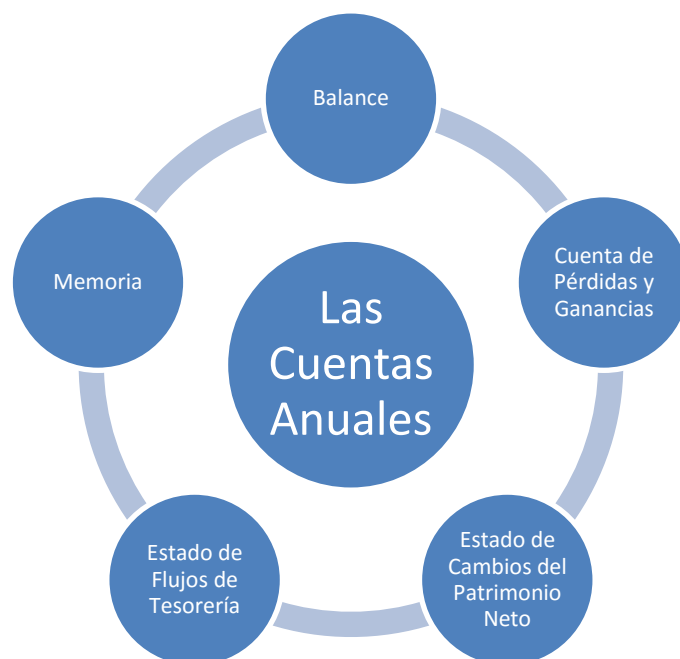 Balance
Cuenta de
Pérdidas y
Ganancias
Estado de
Cambios del
Patrimonio
Neto
Estado de
Flujos de
Tesorería
Memoria
Las
Cuentas
Anuales